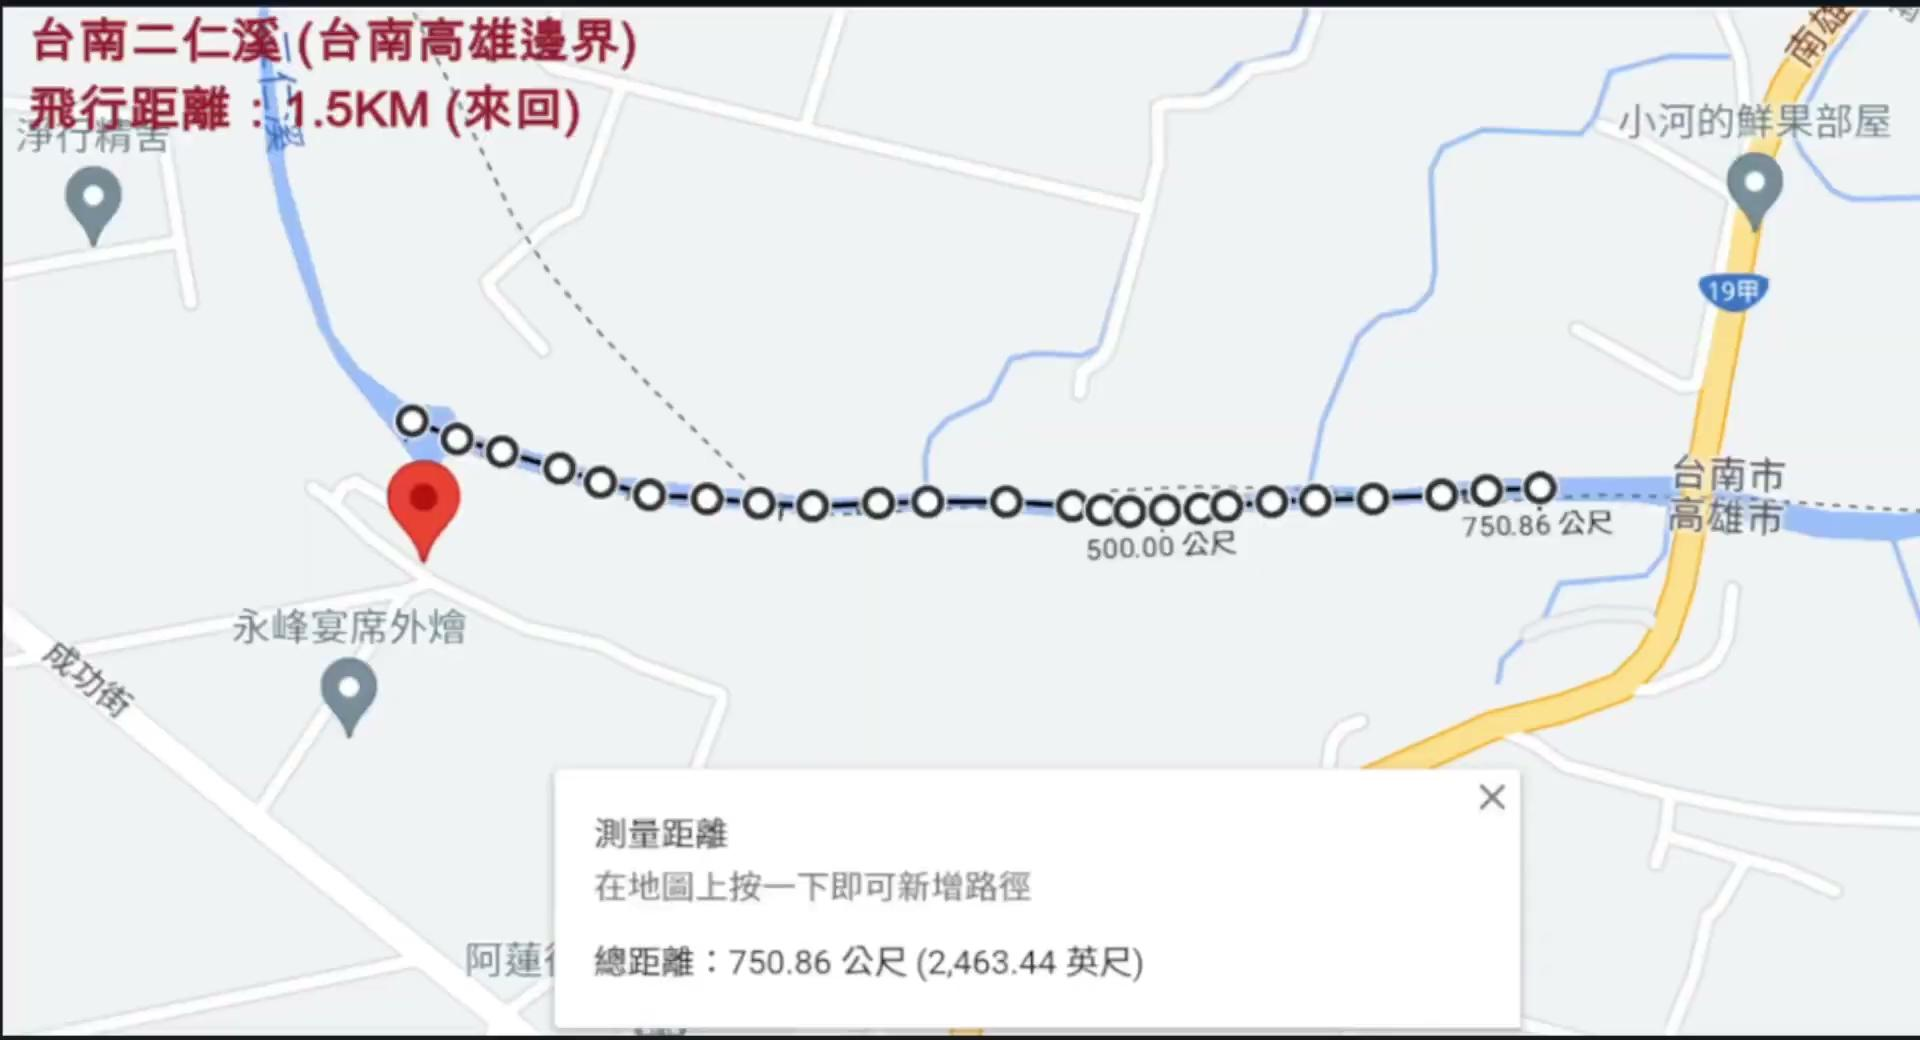 台南二仁溪 (台南高雄邊界)
飛行距離：1.5KM (來回)
二仁溪
淨行精舍
小河的鮮果部屋
南雄
19甲
台南市
高雄市
750.86 公尺
500.00 公尺
永峰宴席外燴
成功街
測量距離
在地圖上按一下即可新增路徑
阿蓮
總距離：750.86 公尺 (2,463.44 英尺)